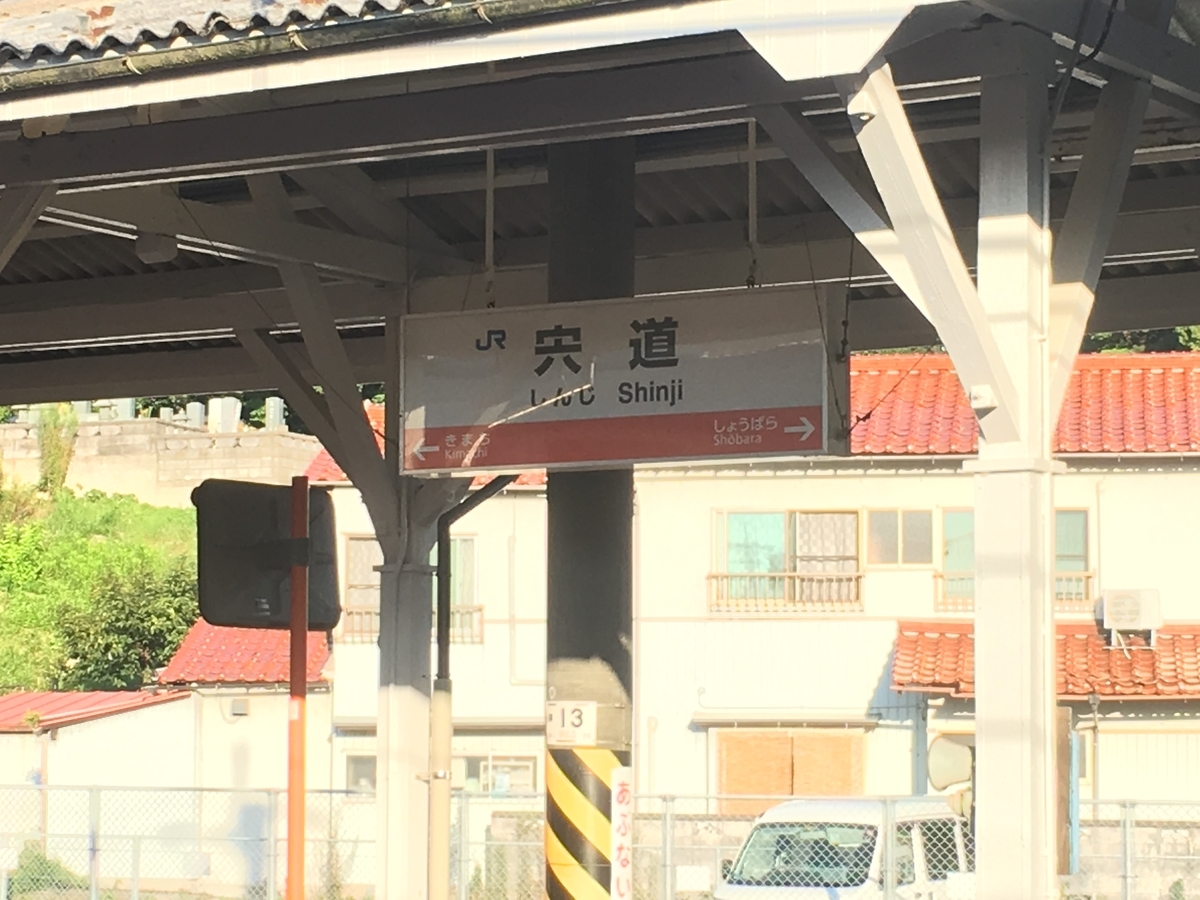 JR 宍道
しんじ Shinji
← きまち
Kimachi
しょうばら →
Shōbara
13
あぶない